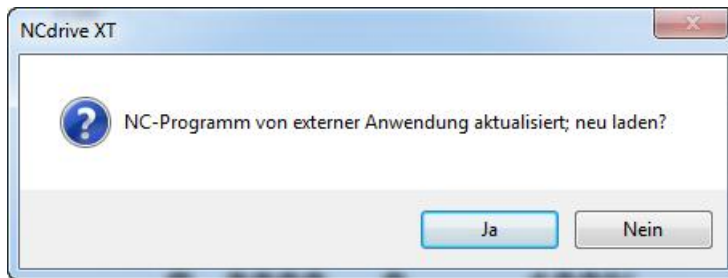 NCdrive XT
NC-Programm von externer Anwendung aktualisiert; neu laden?
Ja Nein